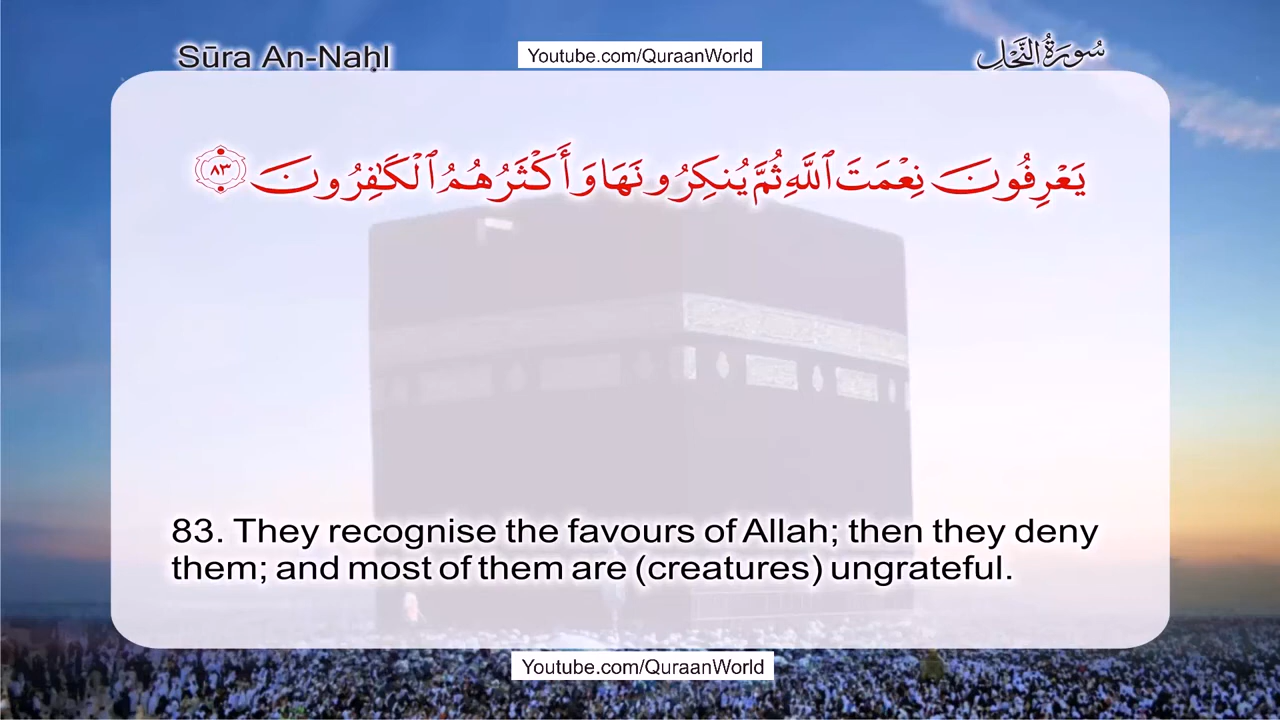 Sūra An-Naḥl
Youtube.com/QuraanWorld
سُورَةُ النَّحْلِ
يَعْرِفُونَ نِعْمَتَ ٱللَّهِ ثُمَّ يُنكِرُونَهَا وَأَكْثَرُهُمُ ٱلْكَٰفِرُونَ ٨٣
83. They recognise the favours of Allah; then they deny
them; and most of them are (creatures) ungrateful.
Youtube.com/QuraanWorld